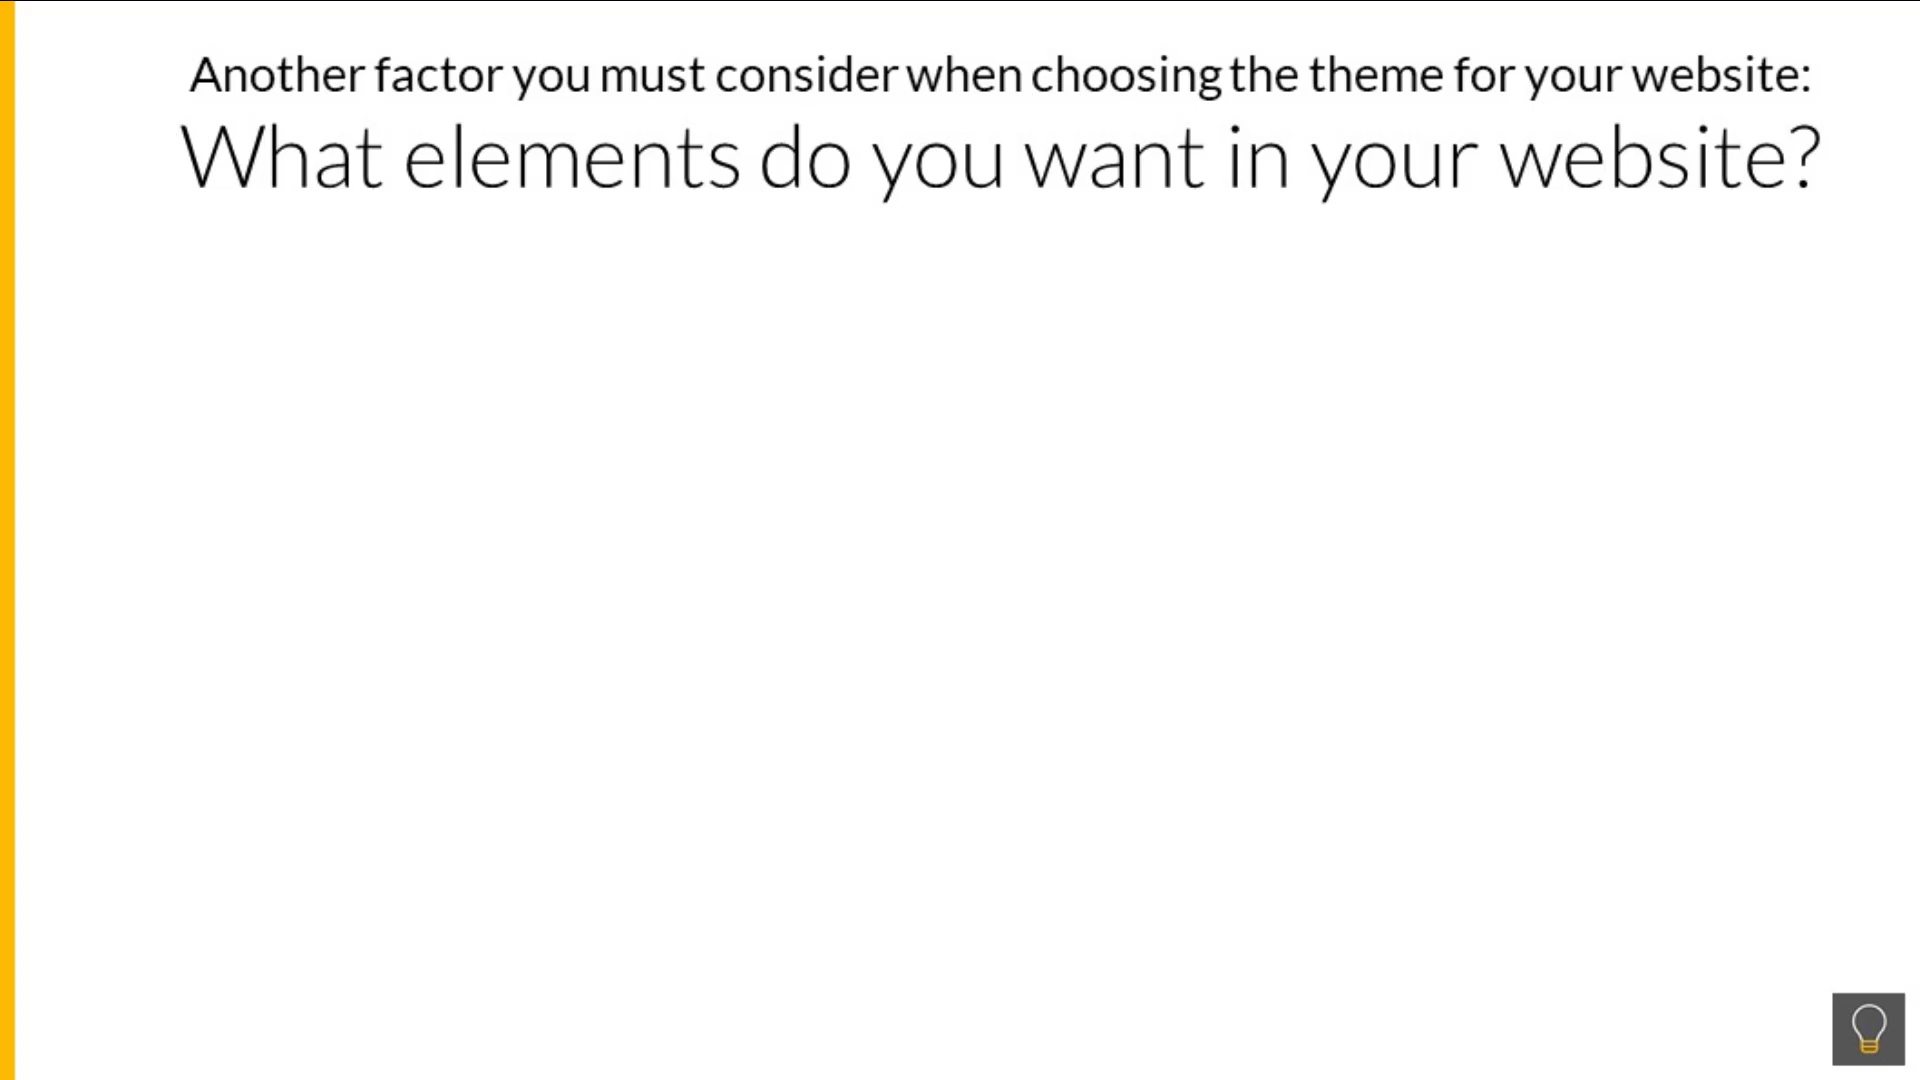 Another factor you must consider when choosing the theme for your website:
What elements do you want in your website?